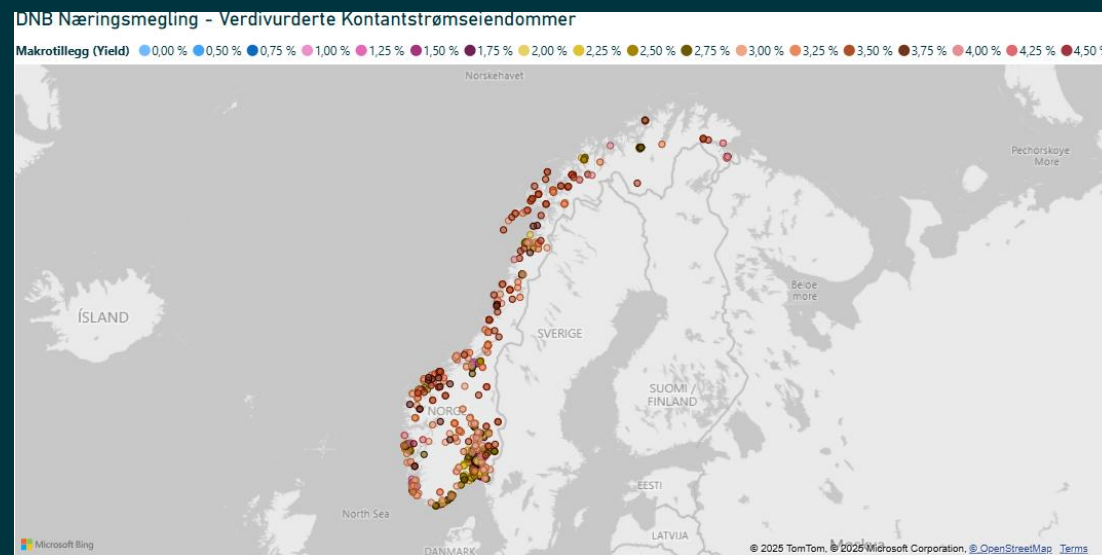 DNB Næringsmegling - Verdivurderte Kontantstrømseiendommer
Makrotillegg (Yield) 0,00 % 0,50 % 0,75 % 1,00 % 1,25 % 1,50 % 1,75 % 2,00 % 2,25 % 2,50 % 2,75 % 3,00 % 3,25 % 3,50 % 3,75 % 4,00 % 4,25 % 4,50 %
Norskehavet
Pechorskoye
More
Beloe
more
ÍSLAND
SVERIGE
SUOMI /
FINLAND
NORGE
EESTI
North Sea
LATVIJA
DANMARK
Moskva
Microsoft Bing
© 2025 TomTom, © 2025 Microsoft Corporation, © OpenStreetMap Terms